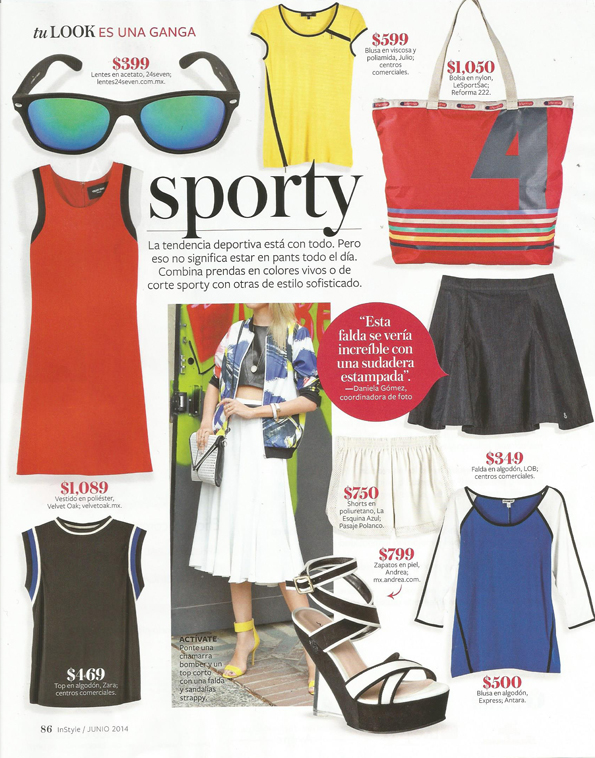 tu LOOK ES UNA GANGA
$399
Lentes en acetato, 24seven;
lentes24seven.com.mx.
$599
Blusa en viscosa y
poliamida, Julio;
centros
comerciales.
$1,050
Bolsa en nylon,
LeSportSac;
Reforma 222.
4
sporty
La tendencia deportiva está con todo. Pero
eso no significa estar en pants todo el día.
Combina prendas en colores vivos o de
corte sporty con otras de estilo sofisticado.
“Esta
falda se vería
increíble con
una sudadera
estampada”.
—Daniela Gómez,
coordinadora de foto
$349
Falda en algodón, LOB;
centros comerciales.
$1,089
Vestido en poliéster,
Velvet Oak; velvetoak.mx.
$750
Shorts en
poliuretano, La
Esquina Azul;
Pasaje Polanco.
$799
Zapatos en piel,
Andrea;
mx.andrea.com.
$469
Top en algodón, Zara;
centros comerciales.
ACTÍVATE
Ponte una
chamarra
bomber y un
top corto
con una falda
y sandalias
strappy.
$500
Blusa en algodón,
Express; Antara.
86 InStyle / JUNIO 2014